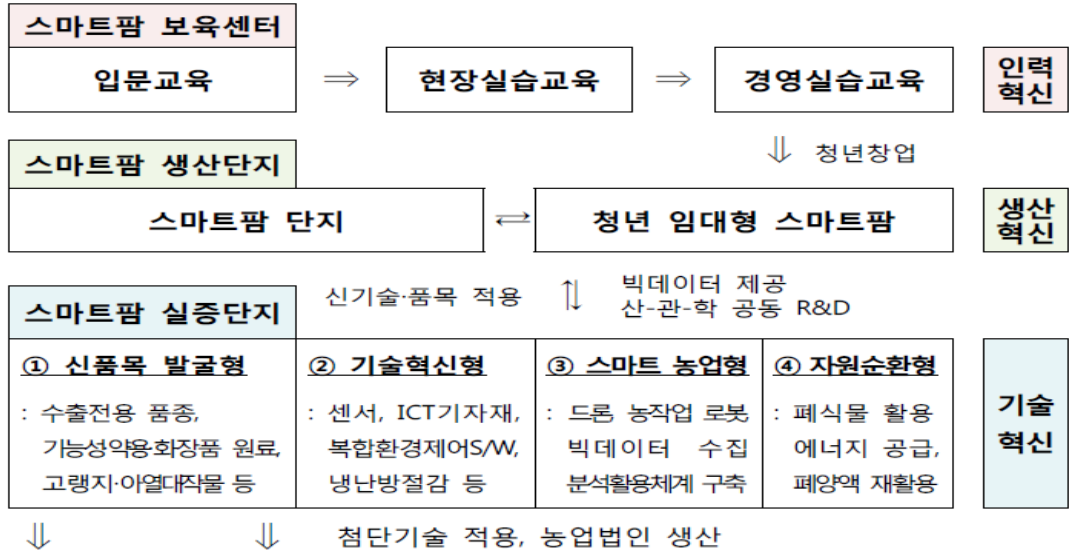 스마트팜 보육센터
입문교육 ⇒ 현장실습교육 ⇒ 경영실습교육
인력
혁신
⇓ 청년창업
스마트팜 생산단지
스마트팜 단지 ⇄ 청년 임대형 스마트팜
생산
혁신
신기술·품목 적용 ⇅ 빅데이터 제공
산-관-학 공동 R&D
스마트팜 실증단지
① 신품목 발굴형
: 수출전용 품종,
기능성약용·화장품 원료,
고랭지·아열대작물 등
② 기술혁신형
: 센서, ICT기자재,
복합환경제어S/W,
냉난방절감 등
③ 스마트 농업형
: 드론, 농작업 로봇
빅데이터 수집
분석활용체계 구축
④ 자원순환형
: 폐식물 활용
에너지 공급,
폐양액 재활용
기술
혁신
⇓ ⇓ 첨단기술 적용, 농업법인 생산